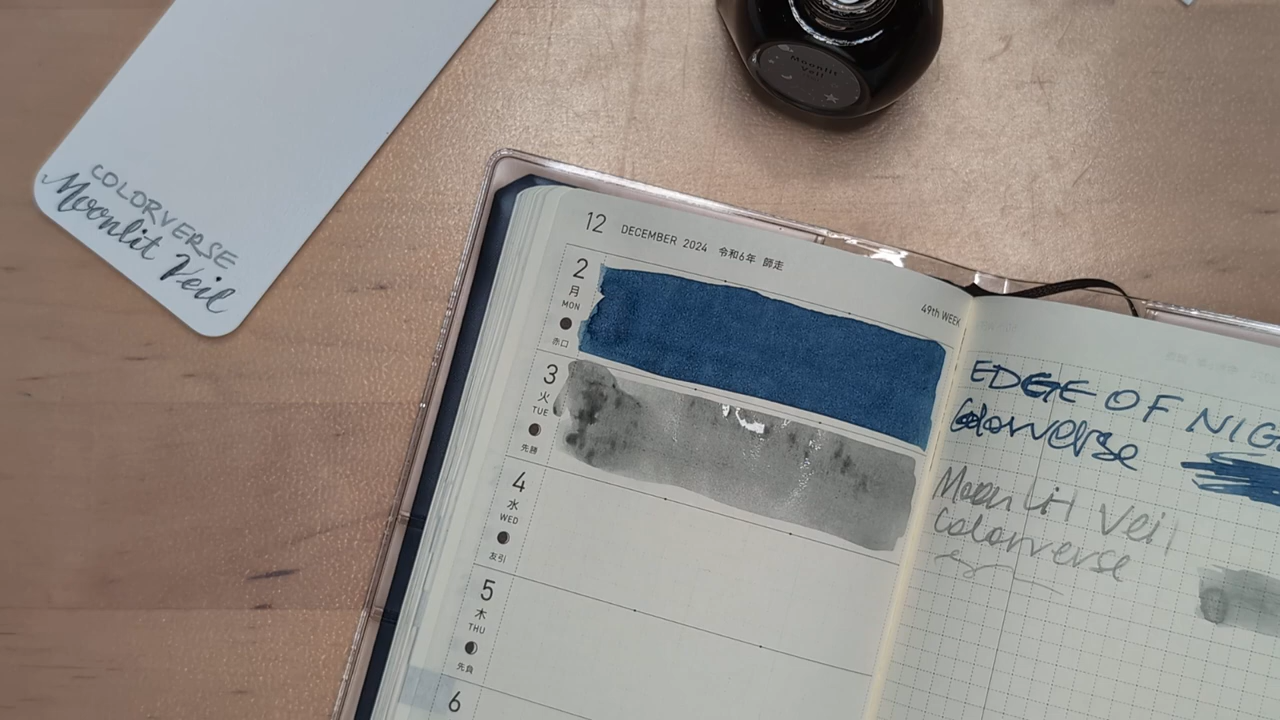 COLORVERSE
Moonlit Veil
Moonlit
Veil
12 DECEMBER 2024 令和6年 師走
49th WEEK
2
月
MON
赤口
3
火
TUE
先勝
4
水
WED
友引
5
木
THU
先負
6
EDGE OF NIG
Colorverse
Moonlit Veil
Colorverse